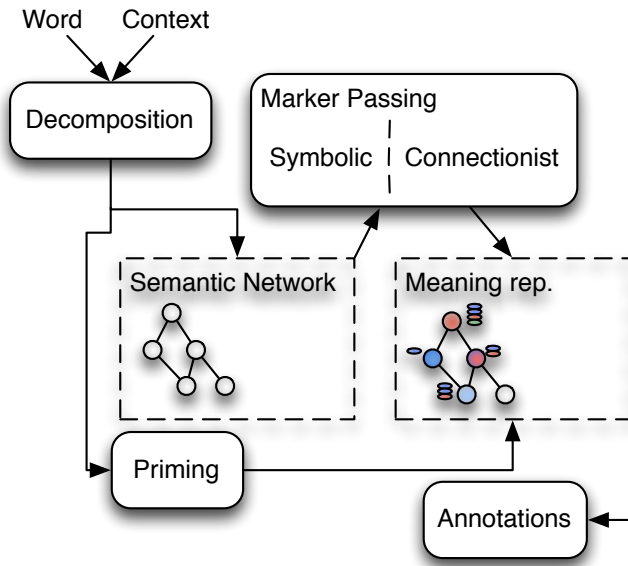 Word Context
Decomposition
Marker Passing
Symbolic Connectionist
Semantic Network
Meaning rep.
Priming
Annotations